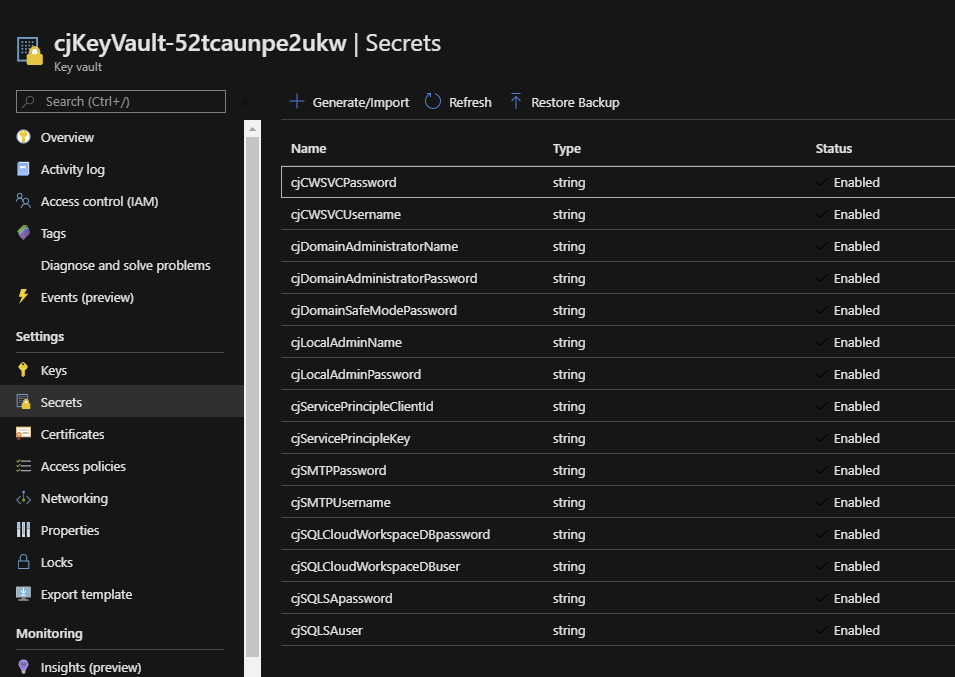 cjKeyVault-52tcaunpe2ukw | Secrets
Key vault
Search (Ctrl+/)
Overview
Activity log
Access control (IAM)
Tags
Diagnose and solve problems
Events (preview)
Settings
Keys
Secrets
Certificates
Access policies
Networking
Properties
Locks
Export template
Monitoring
Insights (preview)
Generate/Import Refresh Restore Backup
Name Type Status
cjCWSVCPassword string Enabled
cjCWSVCUsername string Enabled
cjDomainAdministratorName string Enabled
cjDomainAdministratorPassword string Enabled
cjDomainSafeModePassword string Enabled
cjLocalAdminName string Enabled
cjLocalAdminPassword string Enabled
cjServicePrincipleClientId string Enabled
cjServicePrincipleKey string Enabled
cjSMTPPassword string Enabled
cjSMTPUsername string Enabled
cjSQLCloudWorkspaceDBpassword string Enabled
cjSQLCloudWorkspaceDBuser string Enabled
cjSQLSApassword string Enabled
cjSQLSAuser string Enabled